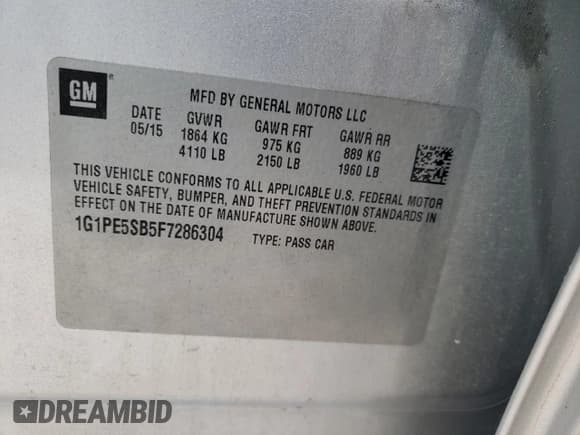 GM
MFD BY GENERAL MOTORS LLC
DATE GVWR GAWR FRT GAWR RR
05/15 1864 KG 975 KG 889 KG
4110 LB 2150 LB 1960 LB
THIS VEHICLE CONFORMS TO ALL APPLICABLE U.S. FEDERAL MOTOR
VEHICLE SAFETY, BUMPER, AND THEFT PREVENTION STANDARDS IN
EFFECT ON THE DATE OF MANUFACTURE SHOWN ABOVE.
1G1PE5SB5F7286304 TYPE: PASS CAR
DREAMBID